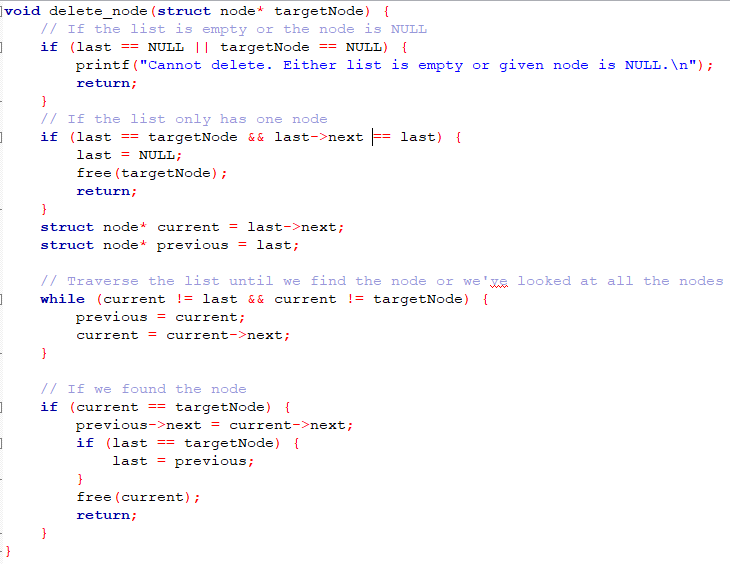 void delete_node(struct node* targetNode) {
    // If the list is empty or the node is NULL
    if (last == NULL || targetNode == NULL) {
        printf("Cannot delete. Either list is empty or given node is NULL.\n");
        return;
    }
    // If the list only has one node
    if (last == targetNode && last->next == last) {
        last = NULL;
        free(targetNode);
        return;
    }
    struct node* current = last->next;
    struct node* previous = last;

    // Traverse the list until we find the node or we've looked at all the nodes
    while (current != last && current != targetNode) {
        previous = current;
        current = current->next;
    }

    // If we found the node
    if (current == targetNode) {
        previous->next = current->next;
        if (last == targetNode) {
            last = previous;
        }
        free(current);
        return;
    }
}